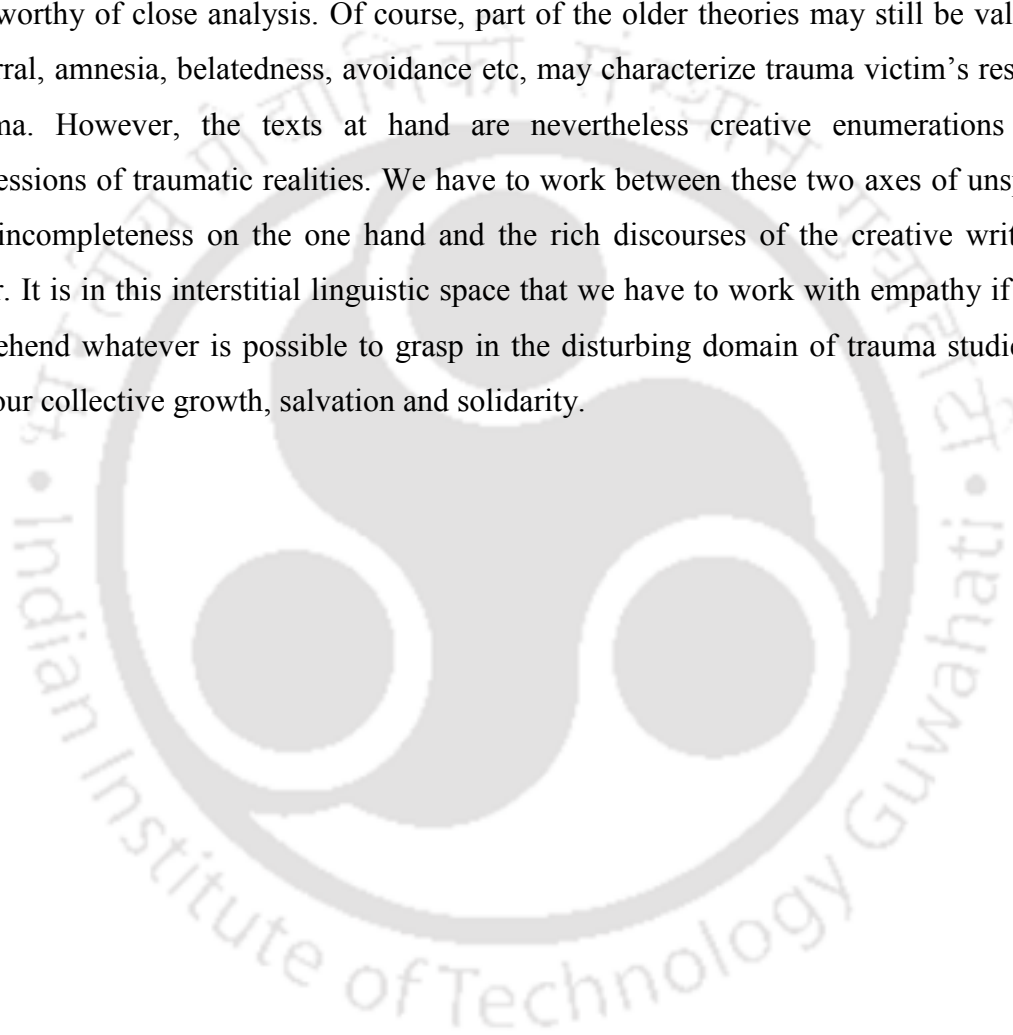 worthy of close analysis. Of course, part of the older theories may still be val
rral, amnesia, belatedness, avoidance etc, may characterize trauma victim's res
ma. However, the texts at hand are nevertheless creative enumerations
essions of traumatic realities. We have to work between these two axes of unsp
incompleteness on the one hand and the rich discourses of the creative writ
r. It is in this interstitial linguistic space that we have to work with empathy if
ehend whatever is possible to grasp in the disturbing domain of trauma studi
our collective growth, salvation and solidarity.
Indian Institute of Technology Guwahati